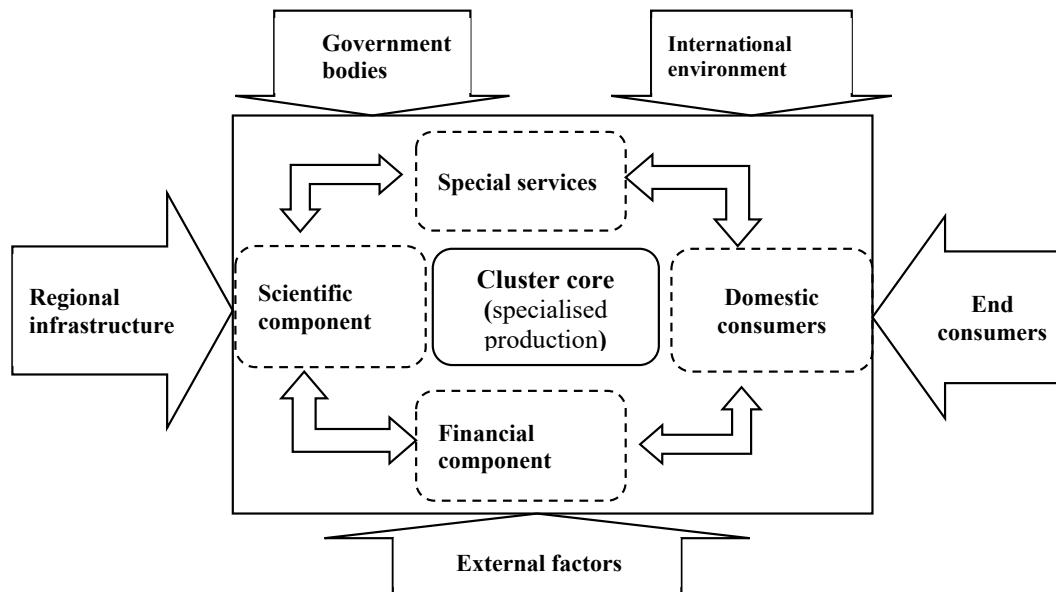 Government
bodies
International
environment
Special services
Regional
infrastructure
Scientific
component
Cluster core
(specialised
production)
Domestic
consumers
End
consumers
Financial
component
External factors